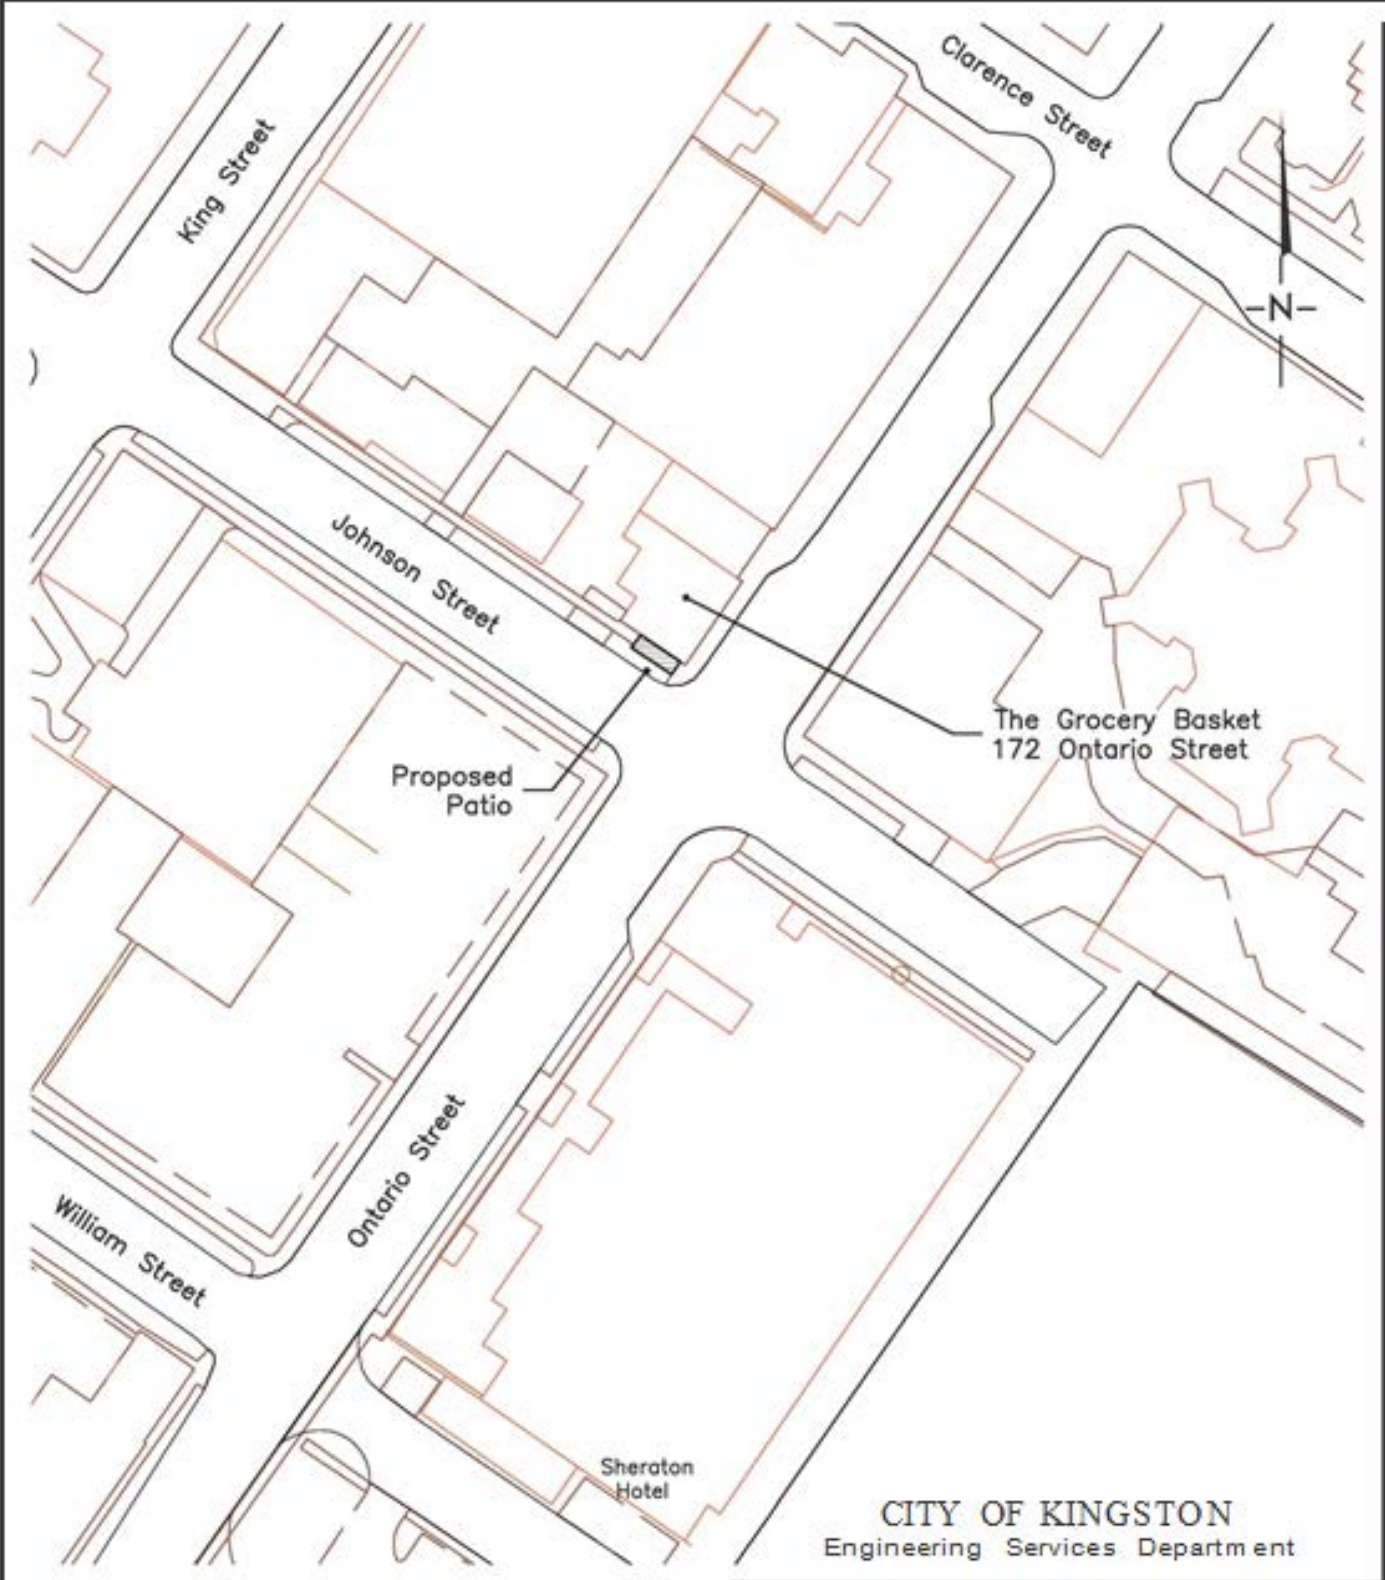 Clarence Street
King Street
-N-
Johnson Street
The Grocery Basket
172 Ontario Street
Proposed
Patio
Ontario Street
William Street
Sheraton
Hotel
CITY OF KINGSTON
Engineering Services Department